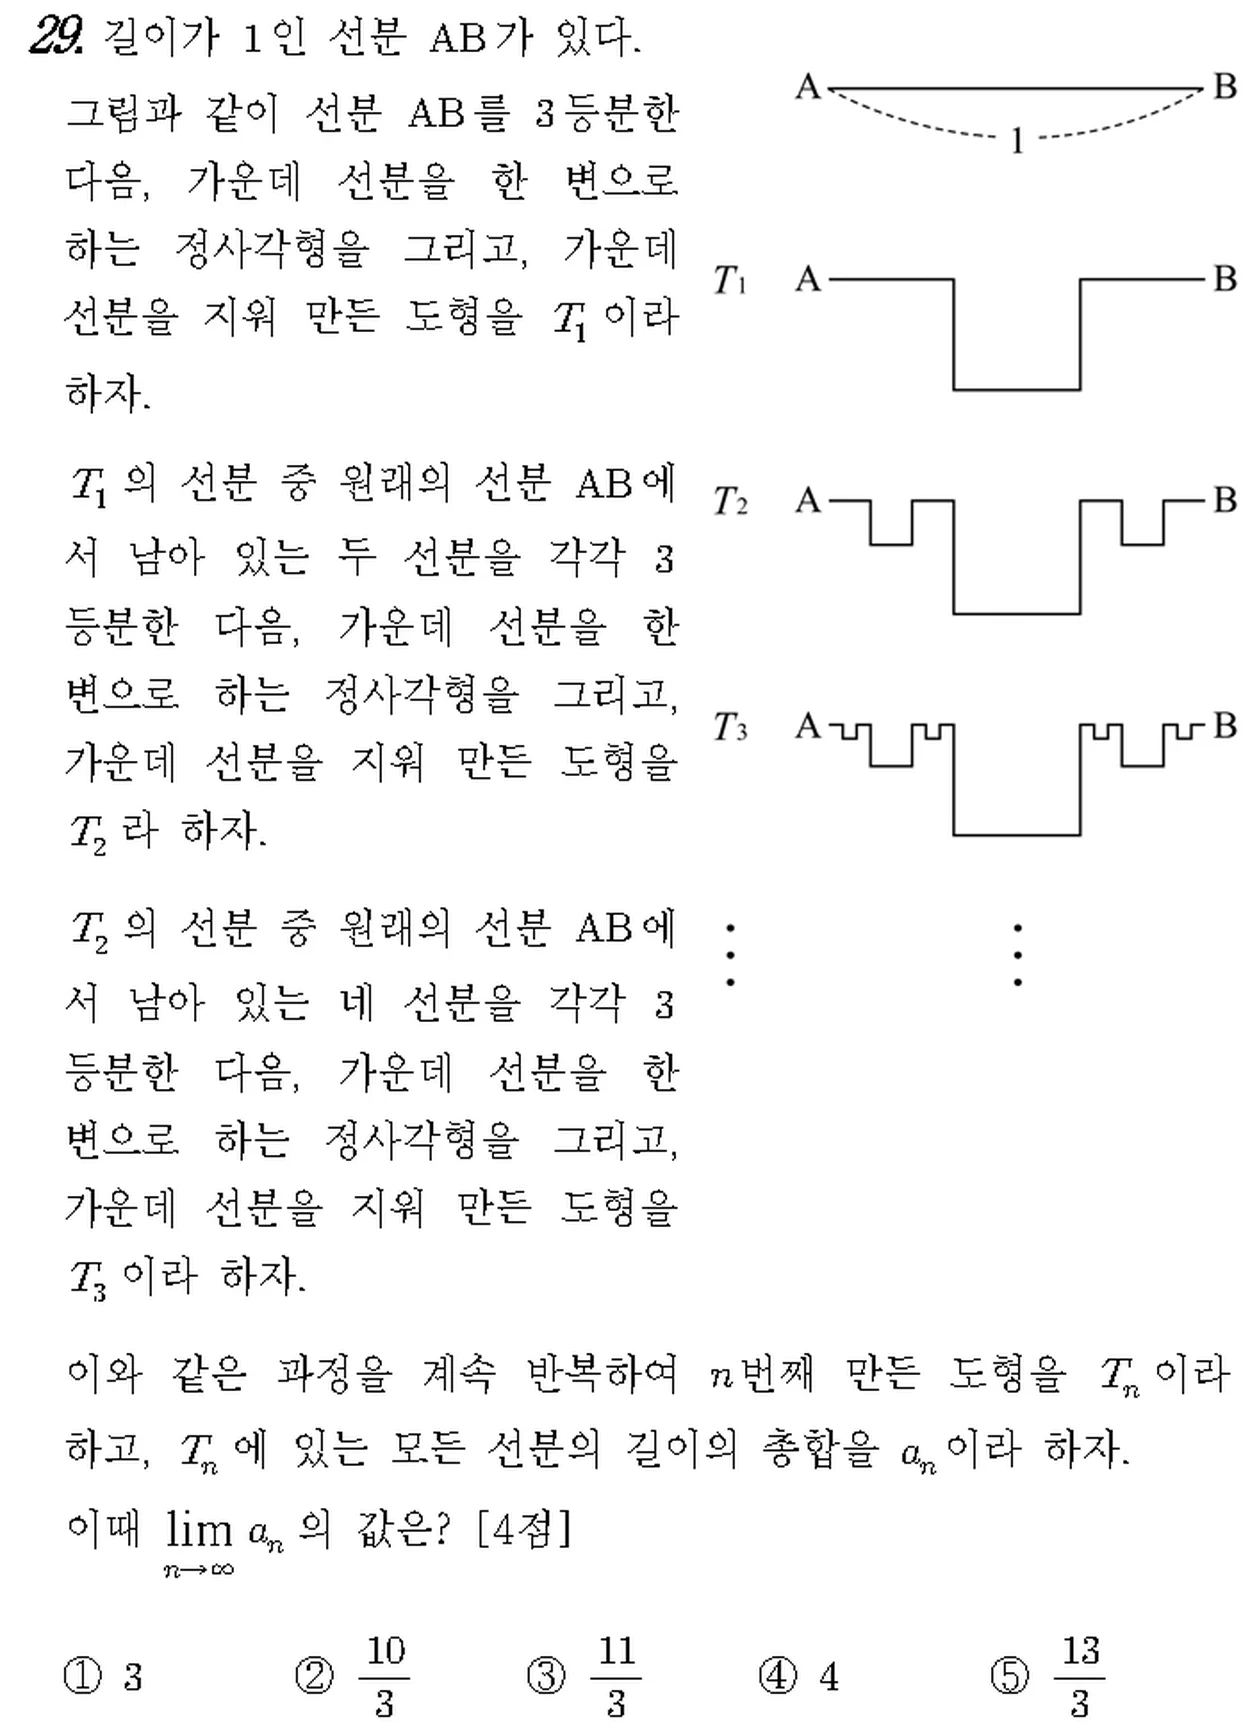 29. 길이가 1인 선분 AB가 있다.
그림과 같이 선분 AB를 3등분한
다음, 가운데 선분을 한 변으로
하는 정사각형을 그리고, 가운데
선분을 지워 만든 도형을 T₁이라
하자.
T₁의 선분 중 원래의 선분 AB에
서 남아 있는 두 선분을 각각 3
등분한 다음, 가운데 선분을 한
변으로 하는 정사각형을 그리고,
가운데 선분을 지워 만든 도형을
T₂라 하자.
T₂의 선분 중 원래의 선분 AB에
서 남아 있는 네 선분을 각각 3
등분한 다음, 가운데 선분을 한
변으로 하는 정사각형을 그리고,
가운데 선분을 지워 만든 도형을
T₃이라 하자.
A B
1
T₁ A B
T₂ A B
T₃ A B
⋮ ⋮
이와 같은 과정을 계속 반복하여 n번째 만든 도형을 Tₙ이라
하고, Tₙ에 있는 모든 선분의 길이의 총합을 aₙ이라 하자.
이때 lim n→∞ aₙ의 값은? [4점]
① 3 ② 10/3 ③ 11/3 ④ 4 ⑤ 13/3